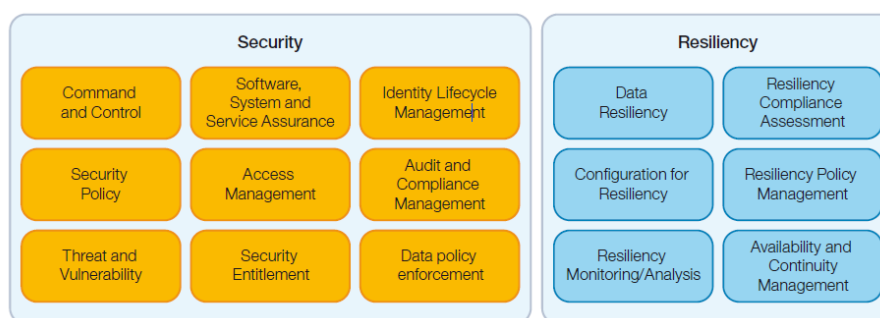 Security
Command
and Control
Software,
System and
Service Assurance
Identity Lifecycle
Management
Security
Policy
Access
Management
Audit and
Compliance
Management
Threat and
Vulnerability
Security
Entitlement
Data policy
enforcement
Resiliency
Data
Resiliency
Resiliency
Compliance
Assessment
Configuration for
Resiliency
Resiliency Policy
Management
Resiliency
Monitoring/Analysis
Availability and
Continuity
Management